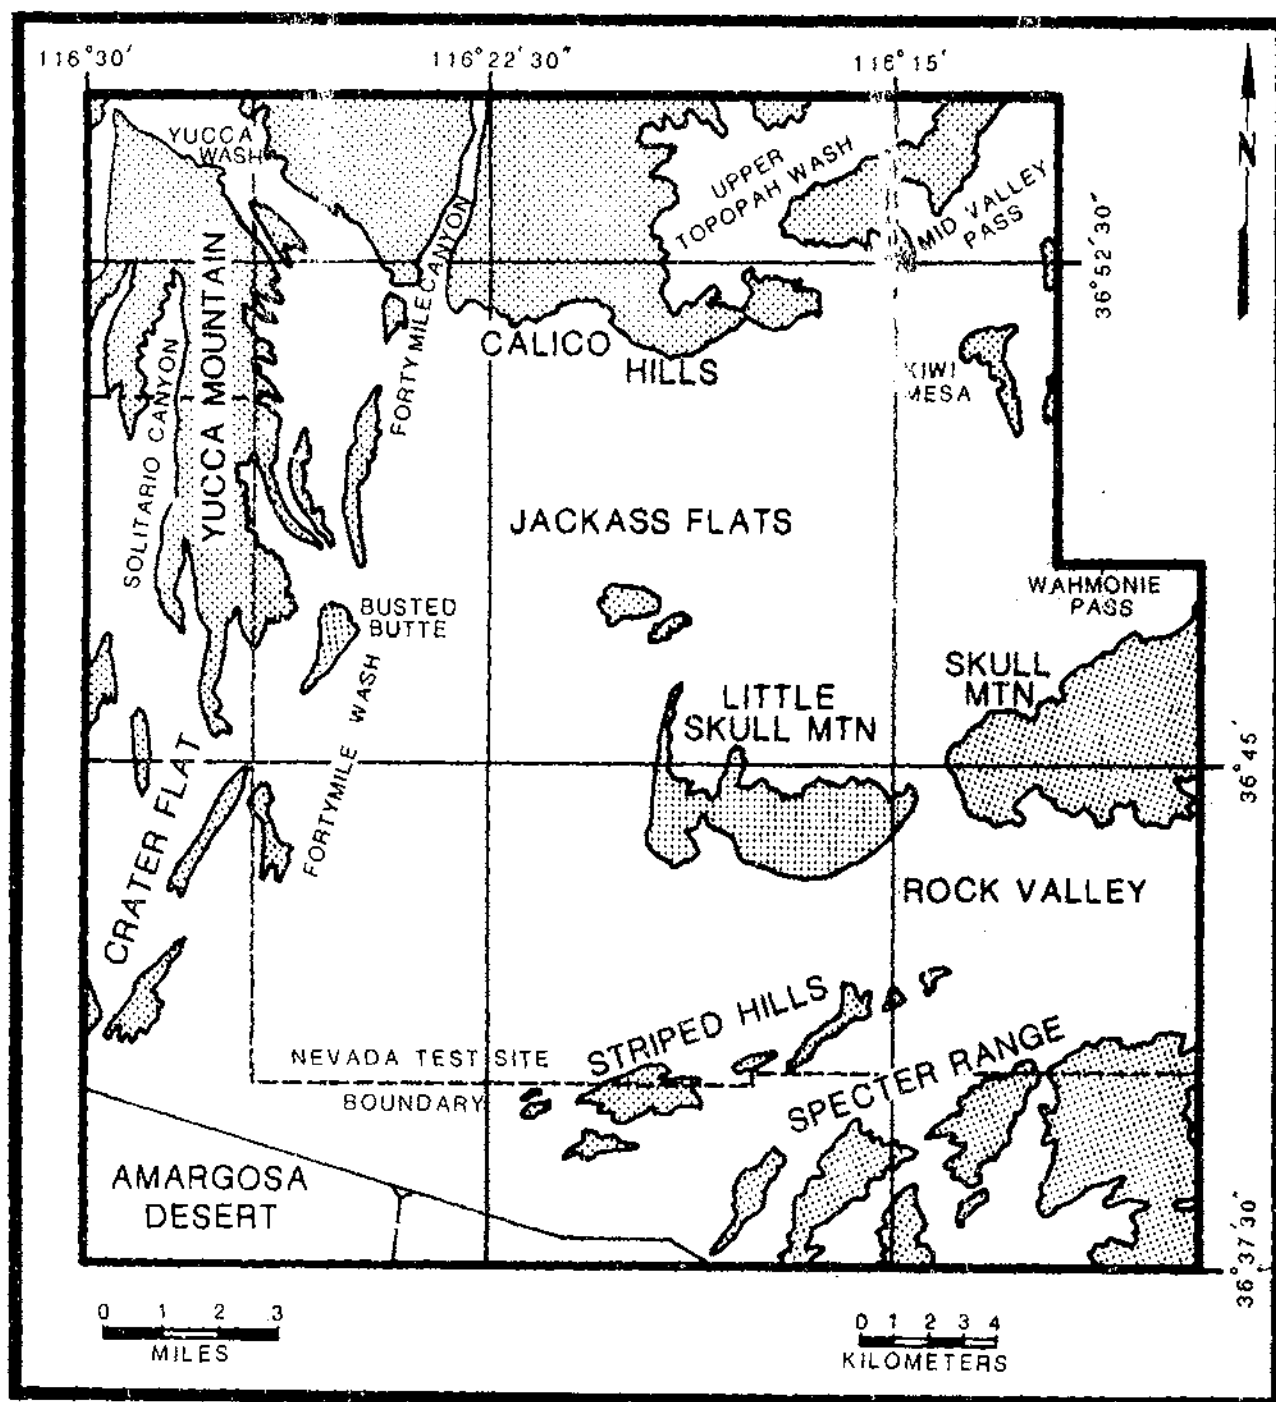 116°30′
116°22′30″
116°15′
N
YUCCA
WASH
UPPER
TOPOPAH WASH
MID VALLEY
PASS
36°52′30″
FORTYMILE CANYON
YUCCA MOUNTAIN
SOLITARIO CANYON
CALICO
HILLS
KIWI
MESA
JACKASS FLATS
WAHMONIE
PASS
BUSTED
BUTTE
SKULL
MTN
LITTLE
SKULL MTN
FORTYMILE WASH
36°45′
CRATER FLAT
ROCK VALLEY
STRIPED HILLS
SPECTER RANGE
NEVADA TEST SITE
BOUNDARY
AMARGOSA
DESERT
36°37′30″
0 1 2 3
MILES
0 1 2 3 4
KILOMETERS